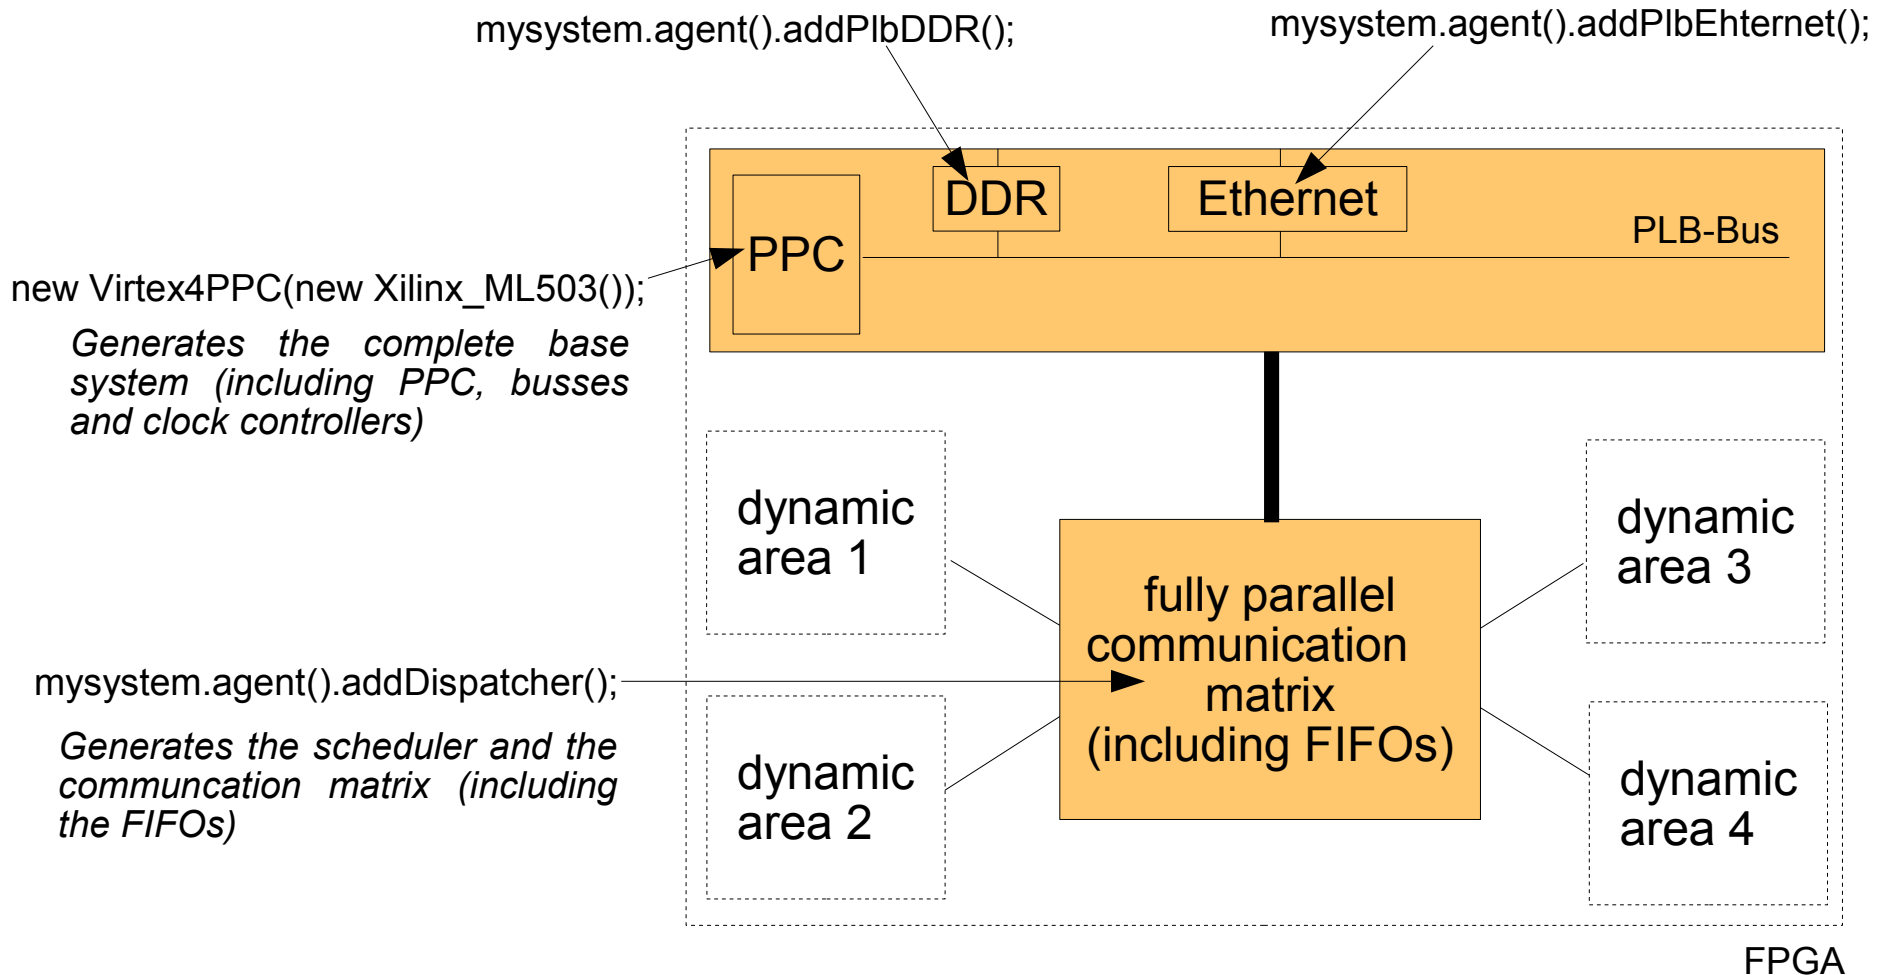 mysystem.agent().addPlbDDR();
mysystem.agent().addPlbEhternet();
DDR
Ethernet
PLB-Bus
PPC
new Virtex4PPC(new Xilinx_ML503());
Generates the complete base
system (including PPC, busses
and clock controllers)
dynamic
area 1
dynamic
area 3
fully parallel
communication
matrix
(including FIFOs)
mysystem.agent().addDispatcher();
Generates the scheduler and the
communcation matrix (including
the FIFOs)
dynamic
area 2
dynamic
area 4
FPGA